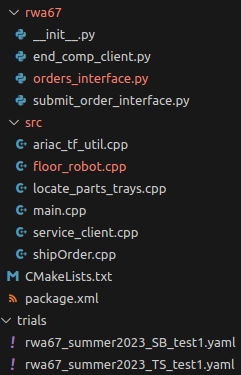 rwa67
__init__.py
end_comp_client.py
orders_interface.py
submit_order_interface.py
src
ariac_tf_util.cpp
floor_robot.cpp
locate_parts_trays.cpp
main.cpp
service_client.cpp
shipOrder.cpp
M CMakeLists.txt
package.xml
trials
! rwa67_summer2023_SB_test1.yaml
! rwa67_summer2023_TS_test1.yaml